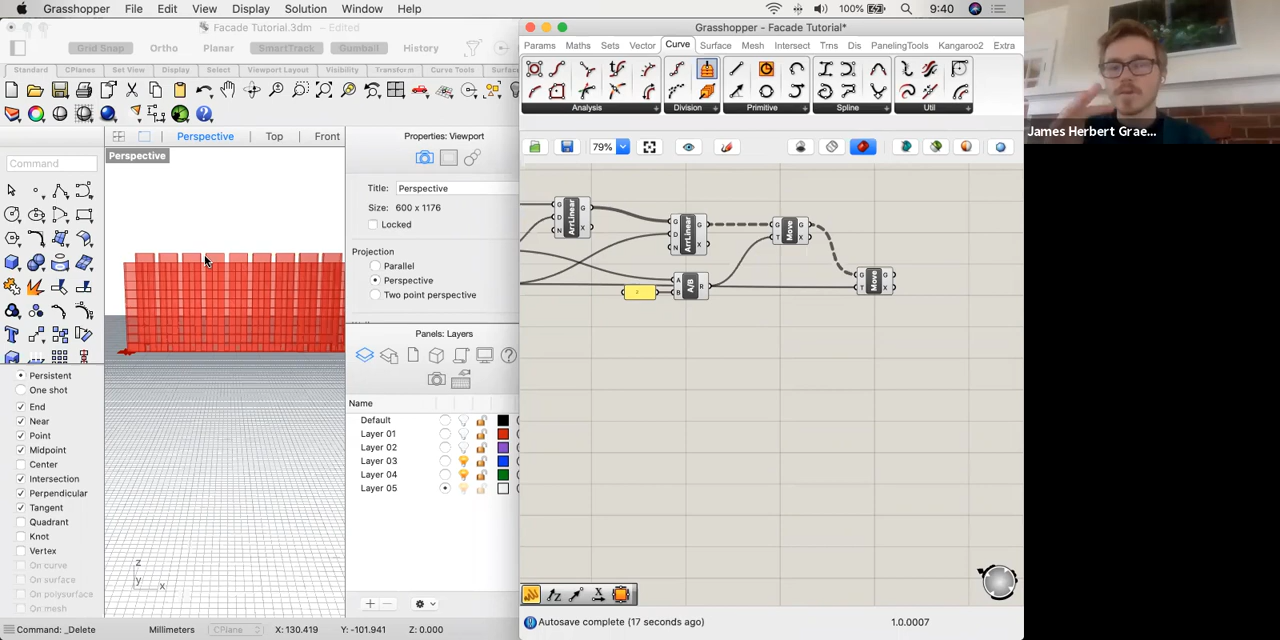 Grasshopper File Edit View Display Solution Window Help 100% 9:40
Facade Tutorial.3dm — Edited
Grid Snap Ortho Planar SmartTrack Gumball History
Standard CPlanes Set View Display Select Viewport Layout Visibility Transform Curve Tools Surface
Perspective Top Front
Perspective
Command
Persistent
One shot
End
Near
Point
Midpoint
Center
Intersection
Perpendicular
Tangent
Quadrant
Knot
Vertex
On curve
On surface
On polysurface
On mesh
z
y x
Properties: Viewport
Title: Perspective
Size: 600 x 1176
Locked
Projection
Parallel
Perspective
Two point perspective
Panels: Layers
Name
Default
Layer 01
Layer 02
Layer 03
Layer 04
Layer 05
Command: _Delete Millimeters CPlane X: 130.419 Y: -101.941 Z: 0.000
Grasshopper - Facade Tutorial*
Params Maths Sets Vector Curve Surface Mesh Intersect Trns Dis PanelingTools Kangaroo2 Extra
Analysis Division Primitive Spline Util
79%
G D N ArrLinear G X
G D N ArrLinear G X
G T Move G X
A B A/B R
2
G T Move G X
Autosave complete (17 seconds ago) 1.0.0007
James Herbert Grae...